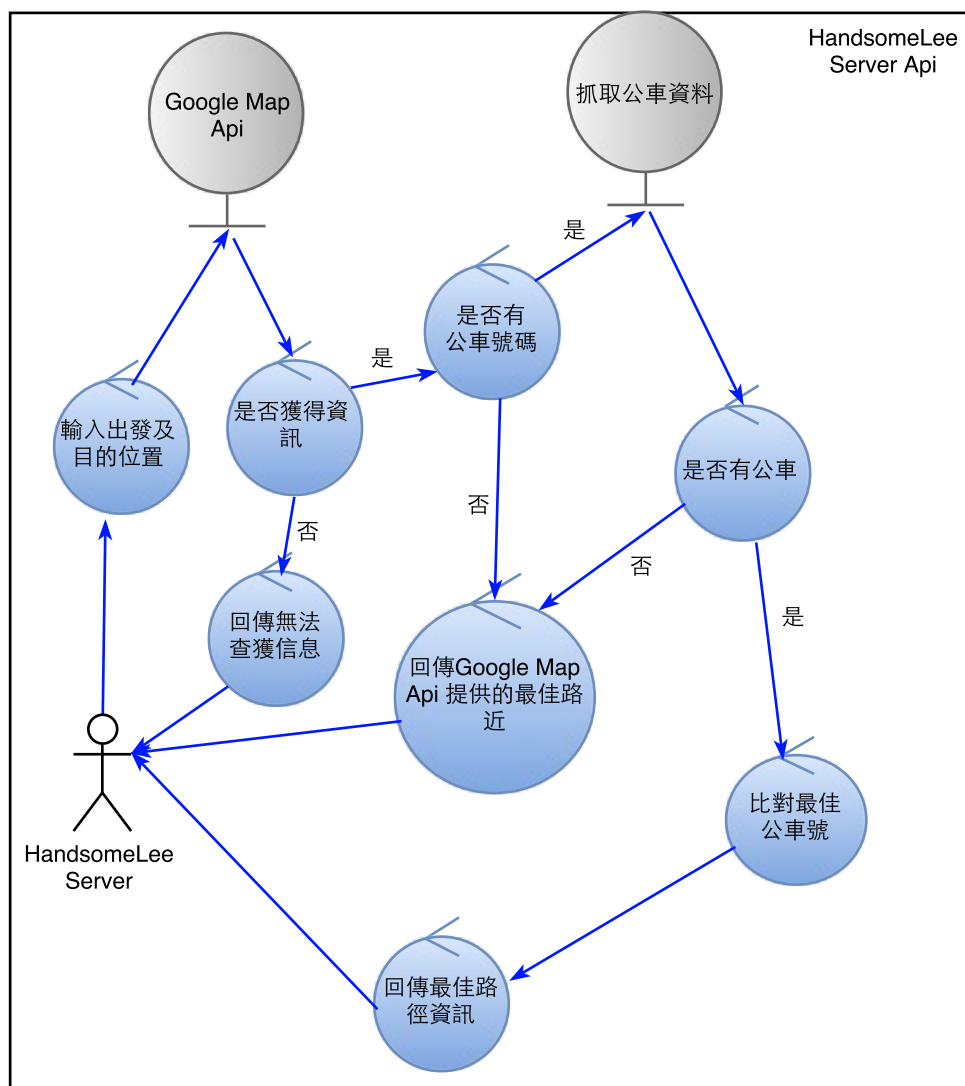 HandsomeLee
Server Api
Google Map
Api
抓取公車資料
是
是否有
公車號碼
是
是否獲得資
訊
輸入出發及
目的位置
是否有公車
否
否
否
回傳無法
查獲信息
回傳Google Map
Api 提供的最佳路
近
是
比對最佳
公車號
HandsomeLee
Server
回傳最佳路
徑資訊